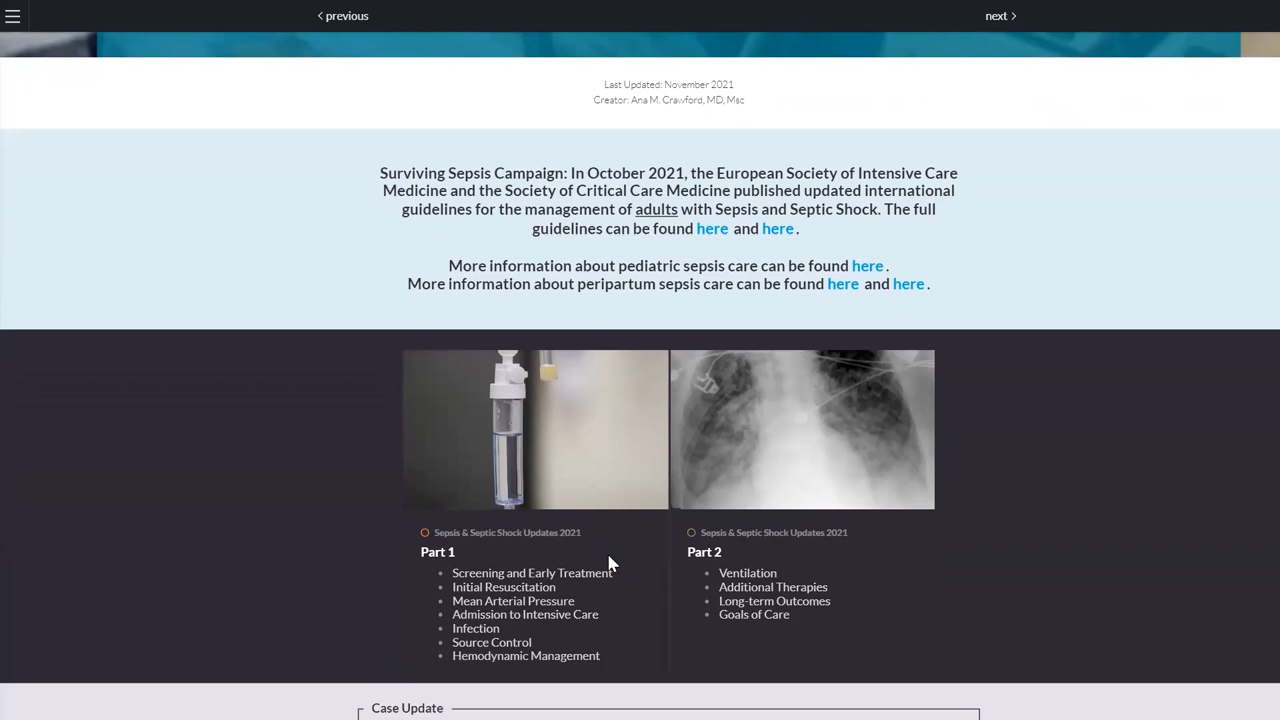 previous
next
Last Updated: November 2021
Creator: Ana M. Crawford, MD, Msc
Surviving Sepsis Campaign: In October 2021, the European Society of Intensive Care
Medicine and the Society of Critical Care Medicine published updated international
guidelines for the management of adults with Sepsis and Septic Shock. The full
guidelines can be found here and here.
More information about pediatric sepsis care can be found here.
More information about peripartum sepsis care can be found here and here.
Sepsis & Septic Shock Updates 2021
Part 1
Screening and Early Treatment
Initial Resuscitation
Mean Arterial Pressure
Admission to Intensive Care
Infection
Source Control
Hemodynamic Management
Sepsis & Septic Shock Updates 2021
Part 2
Ventilation
Additional Therapies
Long-term Outcomes
Goals of Care
Case Update